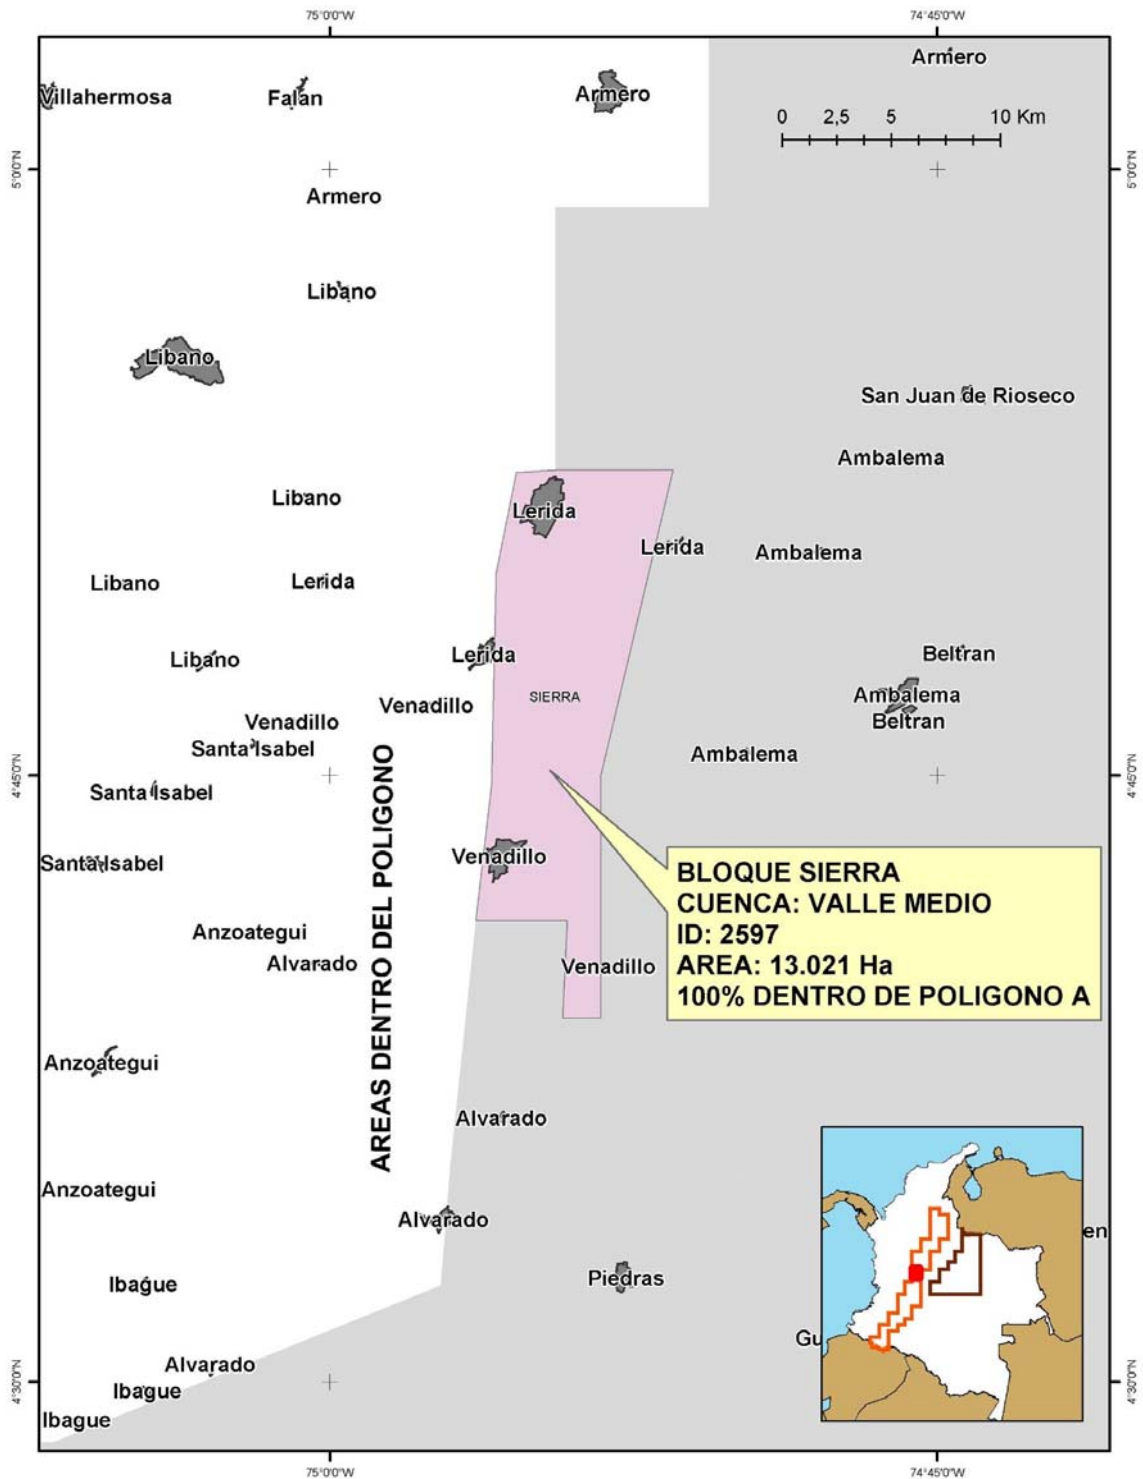 75°0'0"W
74°45'0"W
Armero
Villahermosa
Falan
Armero
0 2,5 5 10 Km
5°0'0"N
5°0'0"N
Armero
Libano
Libano
San Juan de Rioseco
Ambalema
Libano
Lerida
Lerida
Ambalema
Libano
Lerida
Libano
Lerida
Beltran
SIERRA
Ambalema
Venadillo
Beltran
Venadillo
Santa Isabel
Ambalema
4°45'0"N
4°45'0"N
Santa Isabel
AREAS DENTRO DEL POLIGONO
Venadillo
Santa Isabel
BLOQUE SIERRA
CUENCA: VALLE MEDIO
ID: 2597
AREA: 13.021 Ha
100% DENTRO DE POLIGONO A
Anzoategui
Alvarado
Venadillo
Anzoategui
Alvarado
Anzoategui
Alvarado
en
Piedras
Ibague
Gu
Alvarado
Ibague
4°30'0"N
4°30'0"N
Ibague
75°0'0"W
74°45'0"W